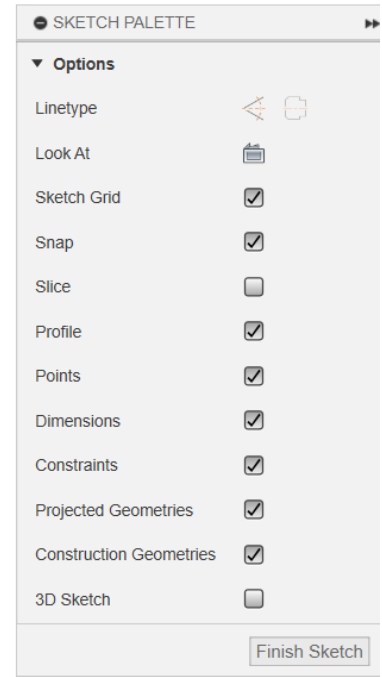 SKETCH PALETTE
Options
Linetype
Look At
Sketch Grid
Snap
Slice
Profile
Points
Dimensions
Constraints
Projected Geometries
Construction Geometries
3D Sketch
Finish Sketch